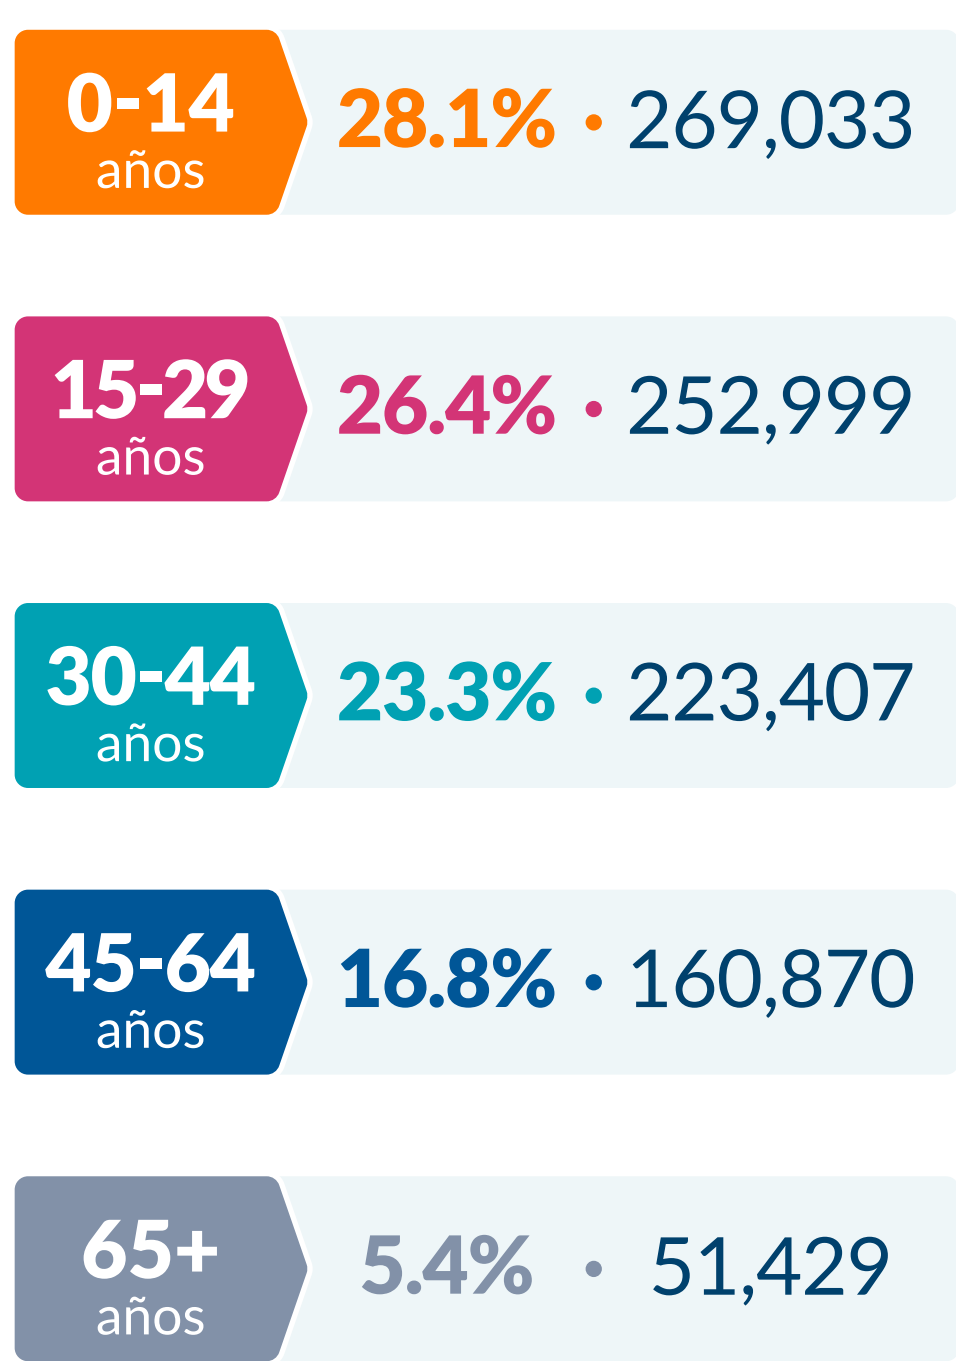 0-14
años
28.1% • 269,033
15-29
años
26.4% • 252,999
30-44
años
23.3% • 223,407
45-64
años
16.8% • 160,870
65+
años
5.4% • 51,429